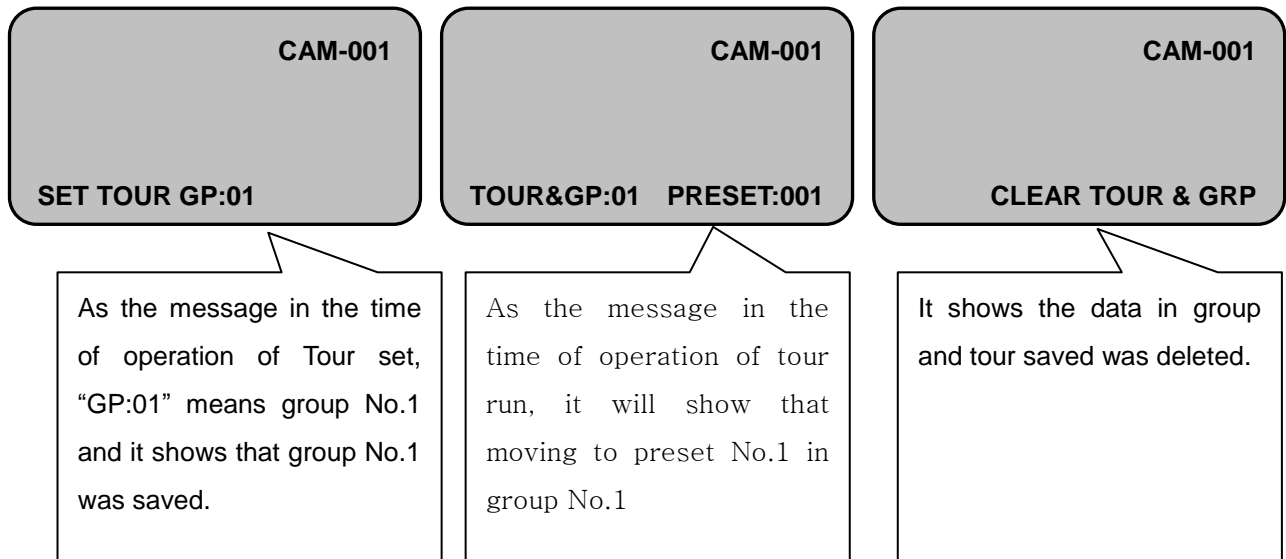 CAM-001
SET TOUR GP:01
CAM-001
TOUR&GP:01 PRESET:001
CAM-001
CLEAR TOUR & GRP
As the message in the time
of operation of Tour set,
“GP:01” means group No.1
and it shows that group No.1
was saved.
As the message in the
time of operation of tour
run, it will show that
moving to preset No.1 in
group No.1
It shows the data in group
and tour saved was deleted.